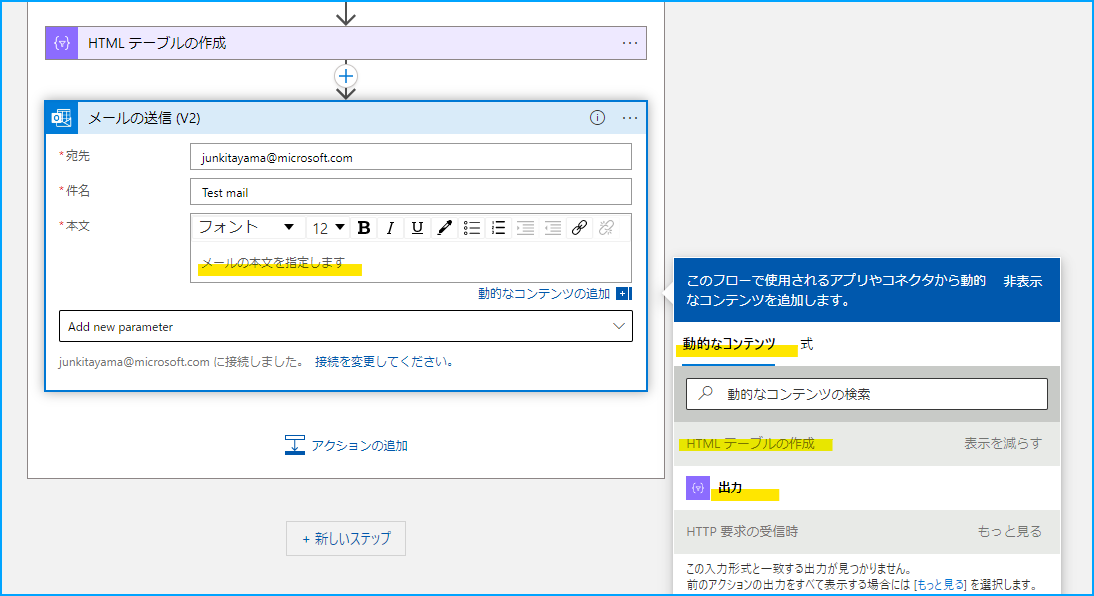 HTML テーブルの作成
メールの送信 (V2)
*宛先
junkitayama@microsoft.com
*件名
Test mail
*本文
フォント
12
B I U
メールの本文を指定します
動的なコンテンツの追加
Add new parameter
junkitayama@microsoft.com に接続しました。 接続を変更してください。
アクションの追加
+ 新しいステップ
このフローで使用されるアプリやコネクタから動的
なコンテンツを追加します。
非表示
動的なコンテンツ 式
動的なコンテンツの検索
HTML テーブルの作成 表示を減らす
出力
HTTP 要求の受信時 もっと見る
この入力形式と一致する出力が見つかりません。
前のアクションの出力をすべて表示する場合には [もっと見る] を選択します。